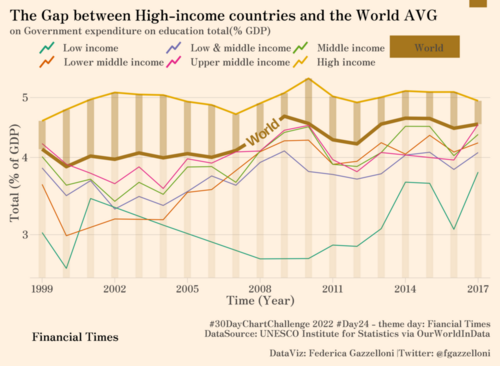 The Gap between High-income countries and the World AVG
on Government expenditure on education total(% GDP)
Low income Low & middle income Middle income World
Lower middle income Upper middle income High income
5
4
3
World
Total (% of GDP)
1999 2002 2005 2008 2011 2014 2017
Time (Year)
#30DayChartChallenge 2022 #Day24 - theme day: Fiancial Times
DataSource: UNESCO Institute for Statistics via OurWorldInData
Financial Times
DataViz: Federica Gazzelloni |Twitter: @fgazzelloni